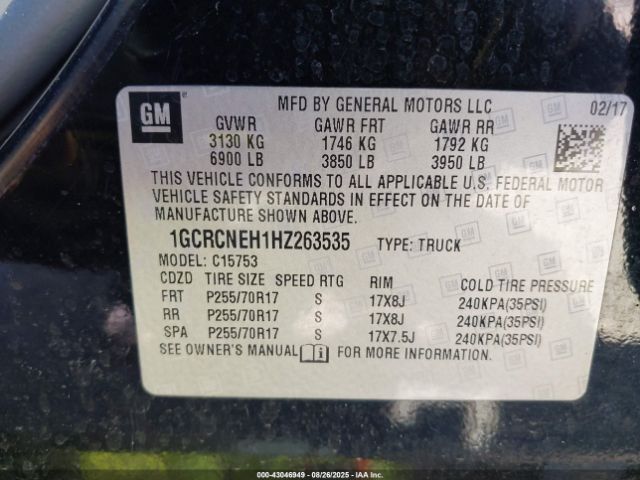 GM
MFD BY GENERAL MOTORS LLC 02/17
GVWR GAWR FRT GAWR RR
3130 KG 1746 KG 1792 KG
6900 LB 3850 LB 3950 LB
THIS VEHICLE CONFORMS TO ALL APPLICABLE U.S. FEDERAL MOTOR
VEHICLE SAFETY STANDARDS IN EFFECT ON THE DATE OF
MANUFACTURE SHOWN ABOVE.
1GCRCNEH1HZ263535 TYPE: TRUCK
MODEL: C15753
CDZD TIRE SIZE SPEED RTG RIM COLD TIRE PRESSURE
FRT P255/70R17 S 17X8J 240KPA(35PSI)
RR P255/70R17 S 17X8J 240KPA(35PSI)
SPA P255/70R17 S 17X7.5J 240KPA(35PSI)
SEE OWNER'S MANUAL FOR MORE INFORMATION.
000-43046949 - 08/26/2025 - IAAI.COM